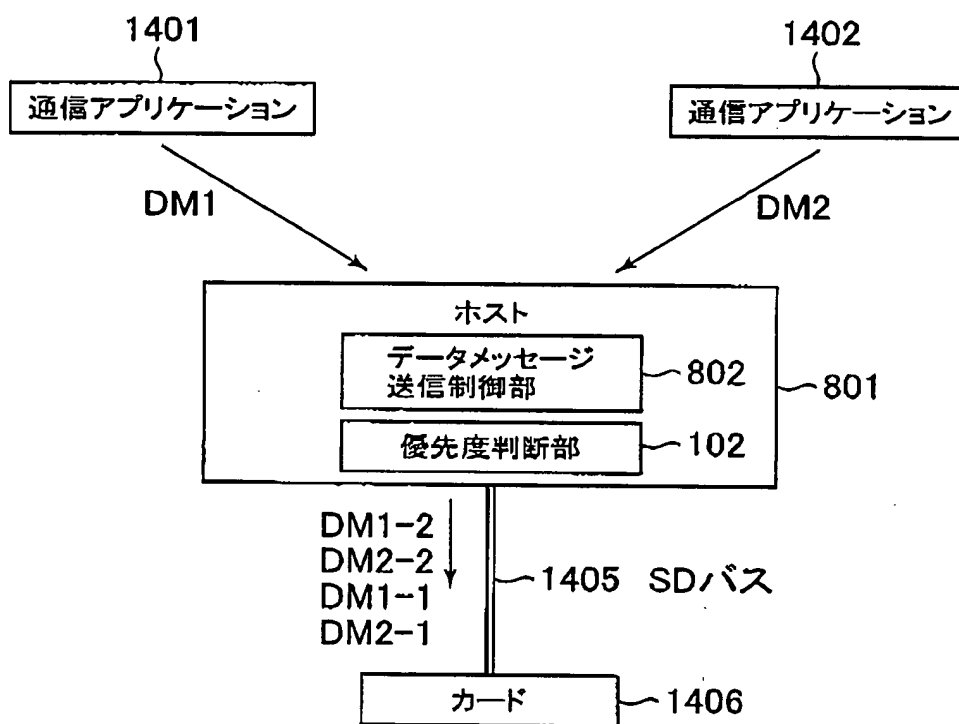 1401
1402
通信アプリケーション
通信アプリケーション
DM1
DM2
ホスト
データメッセージ
送信制御部
802
801
優先度判断部
102
DM1-2
DM2-2
DM1-1
DM2-1
1405 SDバス
カード
1406